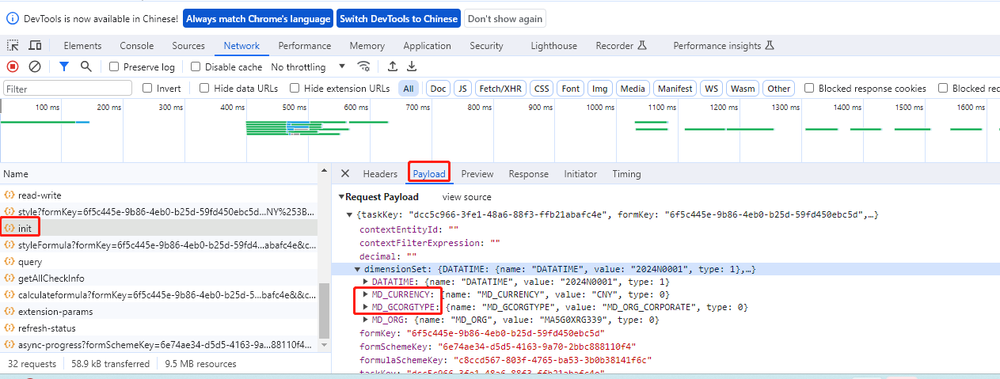 DevTools is now available in Chinese! Always match Chrome's language Switch DevTools to Chinese Don't show again
Elements Console Sources Network Performance Memory Application Security Lighthouse Recorder Performance insights
Preserve log Disable cache No throttling
Filter Invert Hide data URLs Hide extension URLs All Doc JS Fetch/XHR CSS Font Img Media Manifest WS Wasm Other Blocked response cookies Blocked rec
100 ms 200 ms 300 ms 400 ms 500 ms 600 ms 700 ms 800 ms 900 ms 1000 ms 1100 ms 1200 ms 1300 ms 1400 ms 1500 ms 1600 ms
Name
read-write
style?formKey=6f5c445e-9b86-4eb0-b25d-59fd450ebc5d...NY%253B...
init
styleFormula?formKey=6f5c445e-9b86-4eb0-b25d-59fd4...abafc4e&c...
query
getAllCheckInfo
calculateformula?formKey=6f5c445e-9b86-4eb0-b25d-5...bafc4e&&c...
extension-params
refresh-status
async-progress?formSchemeKey=6e74ae34-d5d5-4163-9a...88110f4...
32 requests 58.9 kB transferred 9.5 MB resources
Headers Payload Preview Response Initiator Timing
Request Payload view source
{taskKey: "dcc5c966-3fe1-48a6-88f3-ffb21abafc4e", formKey: "6f5c445e-9b86-4eb0-b25d-59fd450ebc5d",…}
contextEntityId: ""
contextFilterExpression: ""
decimal: ""
dimensionSet: {DATATIME: {name: "DATATIME", value: "2024N0001", type: 1},…}
DATATIME: {name: "DATATIME", value: "2024N0001", type: 1}
MD_CURRENCY: {name: "MD_CURRENCY", value: "CNY", type: 0}
MD_GCORGTYPE: {name: "MD_GCORGTYPE", value: "MD_ORG_CORPORATE", type: 0}
MD_ORG: {name: "MD_ORG", value: "MA5G0XRG339", type: 0}
formKey: "6f5c445e-9b86-4eb0-b25d-59fd450ebc5d"
formSchemeKey: "6e74ae34-d5d5-4163-9a70-2bbc888110f4"
formulaSchemeKey: "c8ccd567-803f-4765-ba53-3b0b38141f6c"
taskKey: "dcc5c966-3fe1-48a6-88f3-ffb21abafc4e"